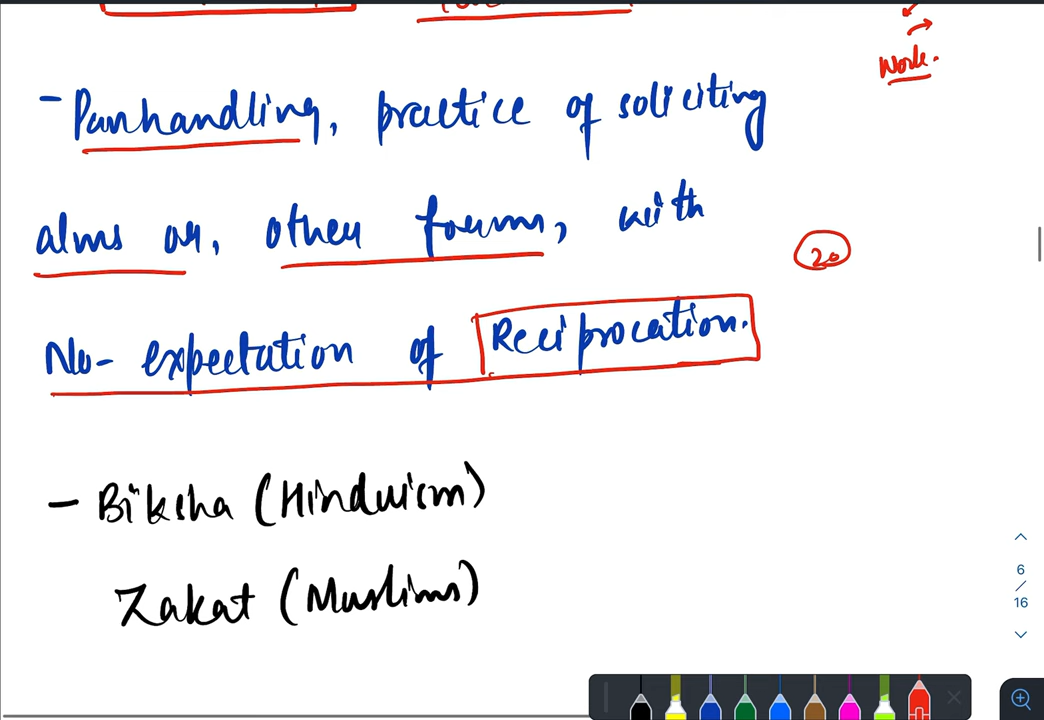 Work.
- Panhandling, practice of soliciting
alms or, other forms, with
20
No- expectation of Reciprocation.
- Biksha (Hinduism)
Zakat (Muslims)
6
/
16